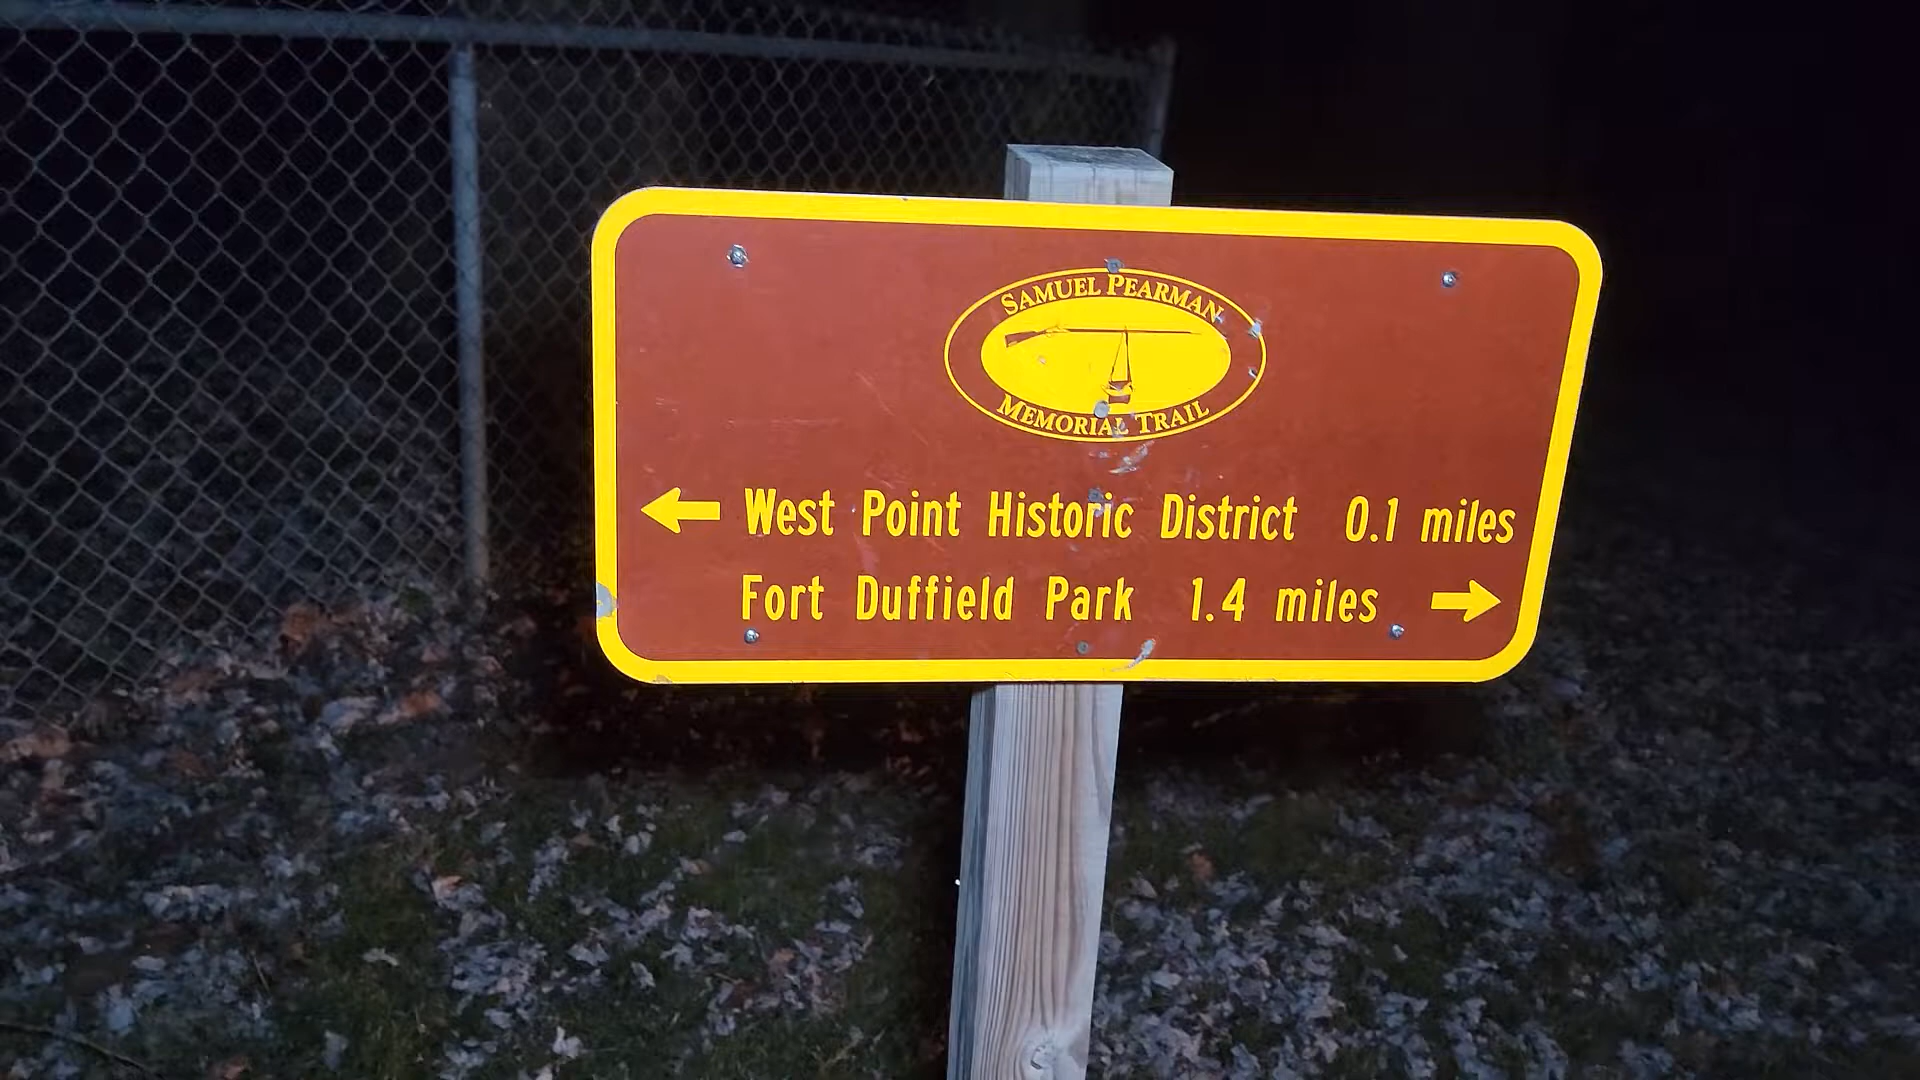 SAMUEL PEARMAN
MEMORIAL TRAIL
West Point Historic District 0.1 miles
Fort Duffield Park 1.4 miles